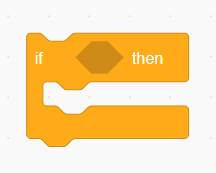 if then